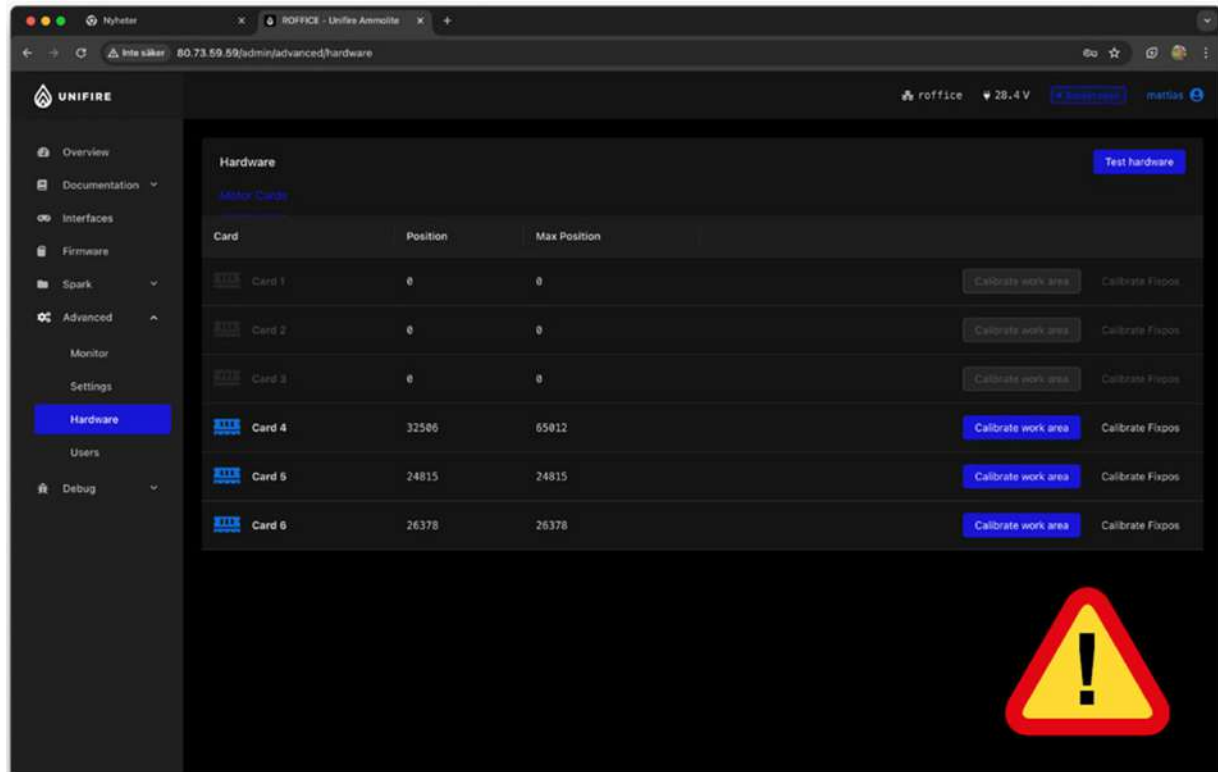 Nyheter
ROFFICE - Unifire Ammolite
Inte säker 80.73.59.59/admin/advanced/hardware
UNIFIRE
roffice 28.4 V mattias
Overview
Documentation
Interfaces
Firmware
Spark
Advanced
Monitor
Settings
Hardware
Users
Debug
Hardware Test hardware
Motor Cards
Card Position Max Position
Card 1 0 0 Calibrate work area Calibrate Fixpos
Card 2 0 0 Calibrate work area Calibrate Fixpos
Card 3 0 0 Calibrate work area Calibrate Fixpos
Card 4 32506 65012 Calibrate work area Calibrate Fixpos
Card 5 24815 24815 Calibrate work area Calibrate Fixpos
Card 6 26378 26378 Calibrate work area Calibrate Fixpos
!